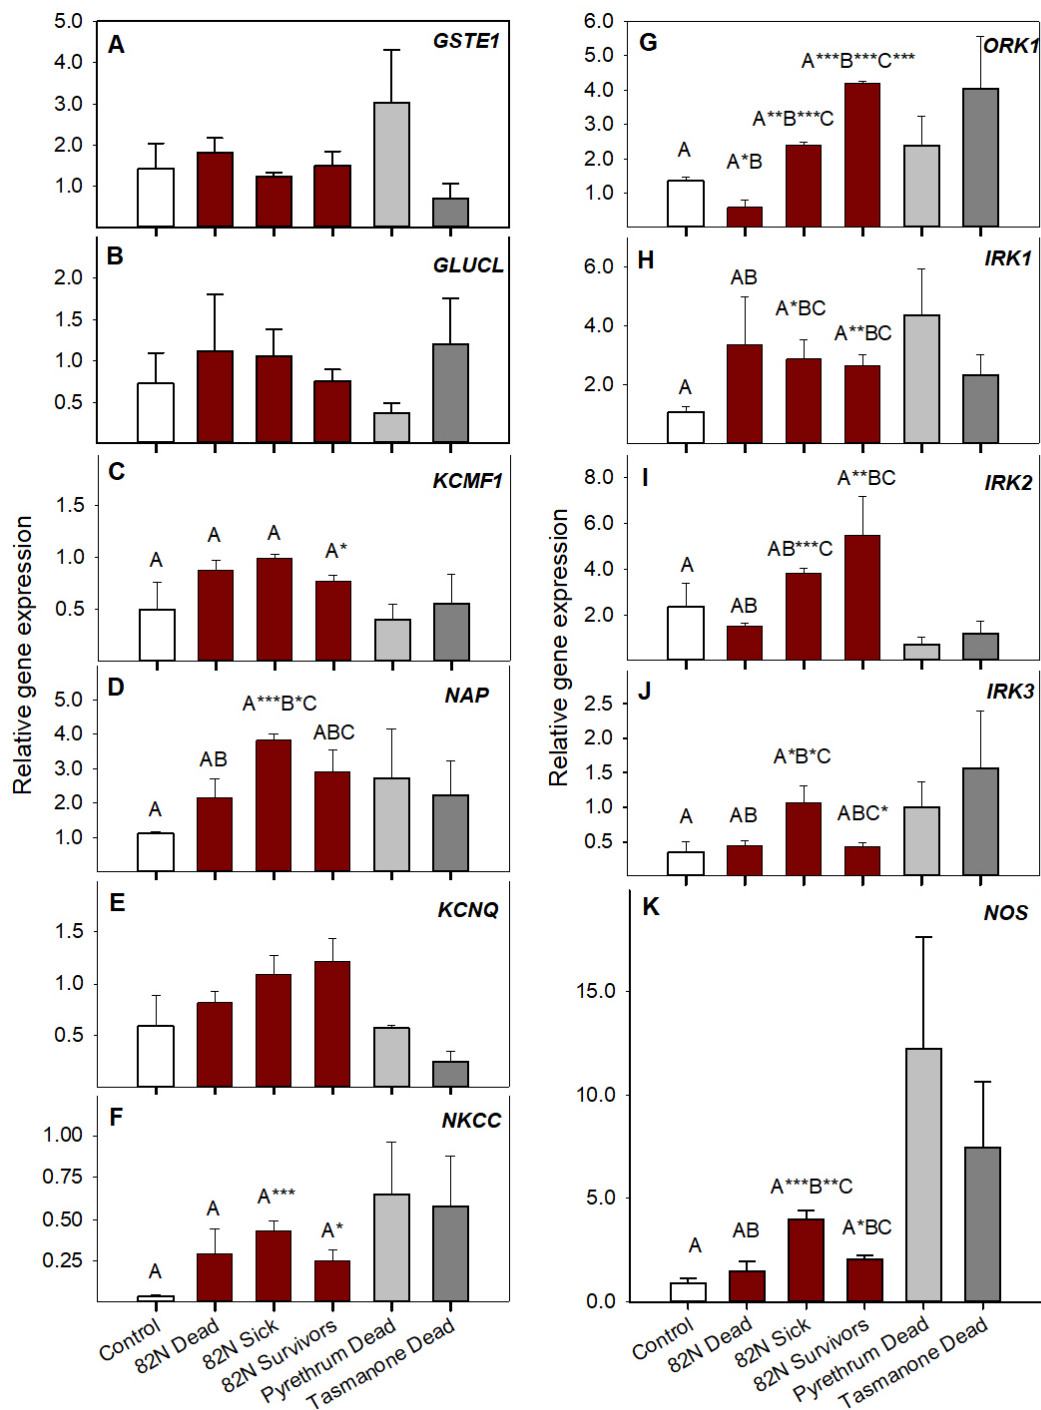 A
GSTE1
5.0
4.0
3.0
2.0
1.0
B
GLUCL
2.0
1.5
1.0
0.5
C
KCMF1
1.5
1.0
0.5
A
A
A
A*
D
NAP
5.0
4.0
3.0
2.0
1.0
A
AB
A***B*C
ABC
E
KCNQ
1.5
1.0
0.5
F
NKCC
1.00
0.75
0.50
0.25
A
A
A***
A*
Relative gene expression
Control
82N Dead
82N Sick
82N Survivors
Pyrethrum Dead
Tasmanone Dead
G
ORK1
6.0
5.0
4.0
3.0
2.0
1.0
A
A*B
A**B***C
A***B***C***
H
IRK1
6.0
4.0
2.0
A
AB
A*BC
A**BC
I
IRK2
8.0
6.0
4.0
2.0
A
AB
AB***C
A**BC
J
IRK3
2.5
2.0
1.5
1.0
0.5
A
AB
A*B*C
ABC*
K
NOS
15.0
10.0
5.0
0.0
A
AB
A***B**C
A*BC
Relative gene expression
Control
82N Dead
82N Sick
82N Survivors
Pyrethrum Dead
Tasmanone Dead